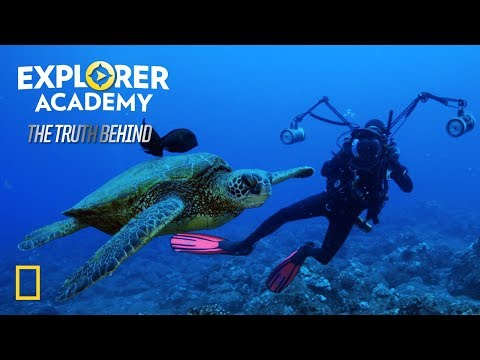 EXPLORER
ACADEMY
THE TRUTH BEHIND